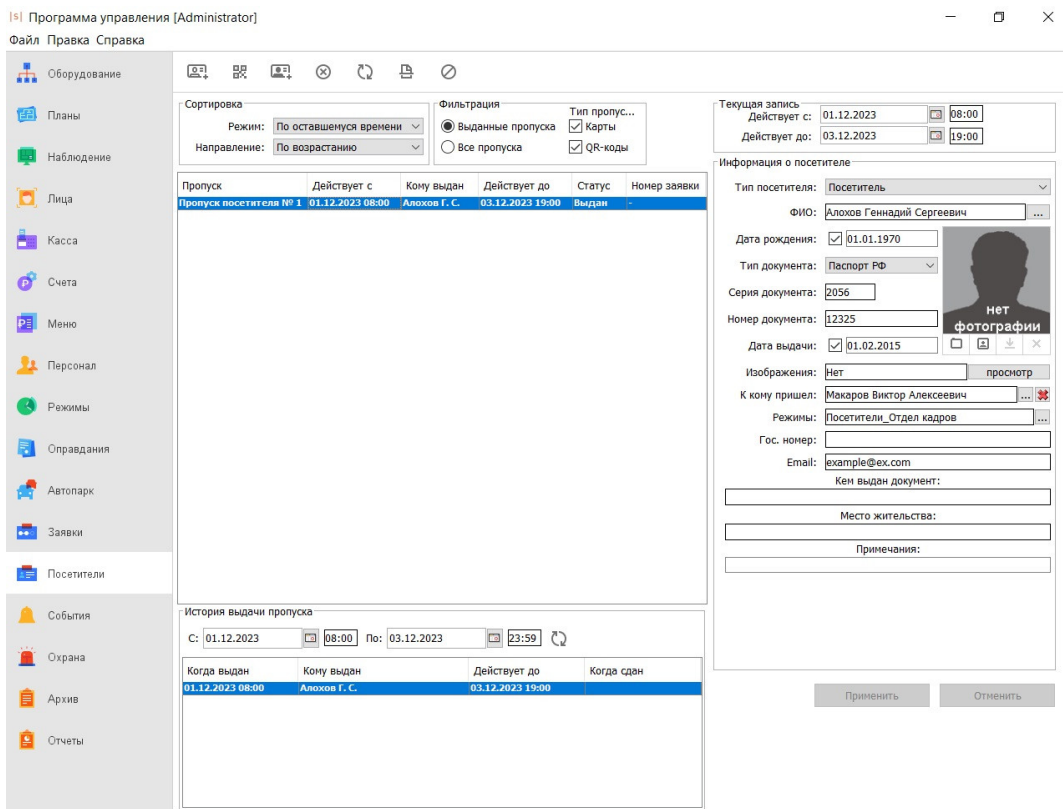 |s| Программа управления [Administrator]
Файл Правка Справка
Оборудование
Планы
Наблюдение
Лица
Касса
Счета
Меню
Персонал
Режимы
Оправдания
Автопарк
Заявки
Посетители
События
Охрана
Архив
Отчеты
Сортировка
Режим: По оставшемуся времени
Направление: По возрастанию
Фильтрация
Тип пропус...
Выданные пропуска Карты
Все пропуска QR-коды
Пропуск Действует с Кому выдан Действует до Статус Номер заявки
Пропуск посетителя № 1 01.12.2023 08:00 Алохов Г. С. 03.12.2023 19:00 Выдан -
История выдачи пропуска
С: 01.12.2023 08:00 По: 03.12.2023 23:59
Когда выдан Кому выдан Действует до Когда сдан
01.12.2023 08:00 Алохов Г. С. 03.12.2023 19:00
Текущая запись
Действует с: 01.12.2023 08:00
Действует до: 03.12.2023 19:00
Информация о посетителе
Тип посетителя: Посетитель
ФИО: Алохов Геннадий Сергеевич ...
Дата рождения: 01.01.1970
Тип документа: Паспорт РФ
Серия документа: 2056
Номер документа: 12325
Дата выдачи: 01.02.2015
нет
фотографии
Изображения: Нет просмотр
К кому пришел: Макаров Виктор Алексеевич ...
Режимы: Посетители_Отдел кадров ...
Гос. номер:
Email: example@ex.com
Кем выдан документ:
Место жительства:
Примечания:
Применить Отменить